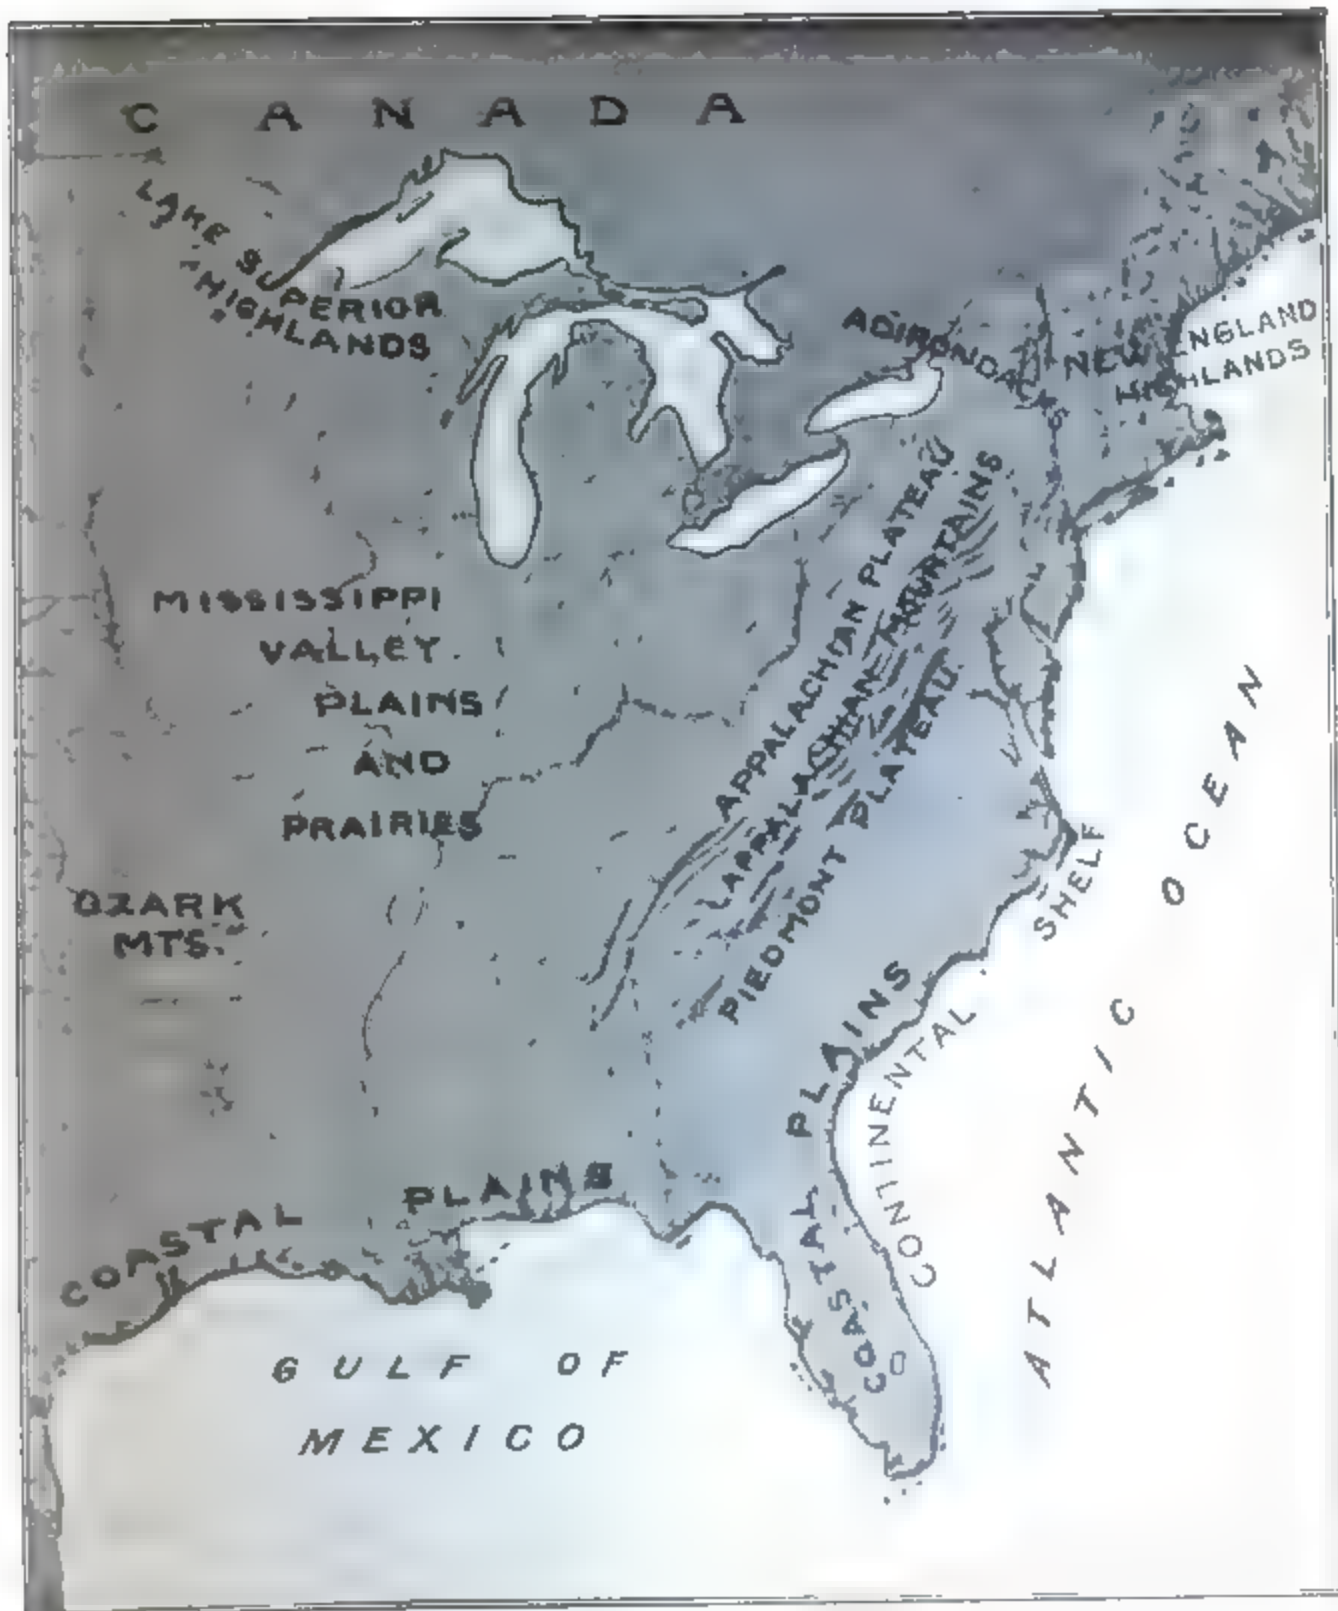 CANADA
LAKE SUPERIOR
HIGHLANDS
ADIRONDACKS
NEW ENGLAND
HIGHLANDS
MISSISSIPPI
VALLEY
PLAINS
AND
PRAIRIES
APPALACHIAN PLATEAU
APPALACHIAN MOUNTAINS
PIEDMONT PLATEAU
OZARK
MTS.
COASTAL PLAINS
COASTAL PLAINS
CONTINENTAL SHELF
ATLANTIC OCEAN
GULF OF
MEXICO